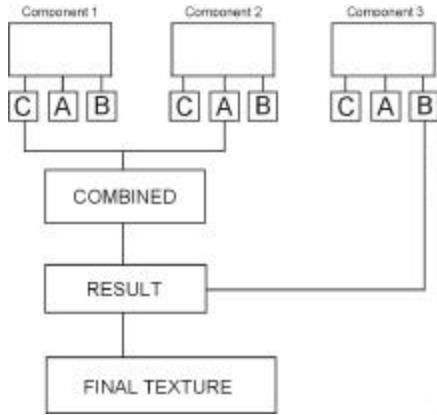 Component 1 Component 2 Component 3
C A B C A B C A B
COMBINED
RESULT
FINAL TEXTURE